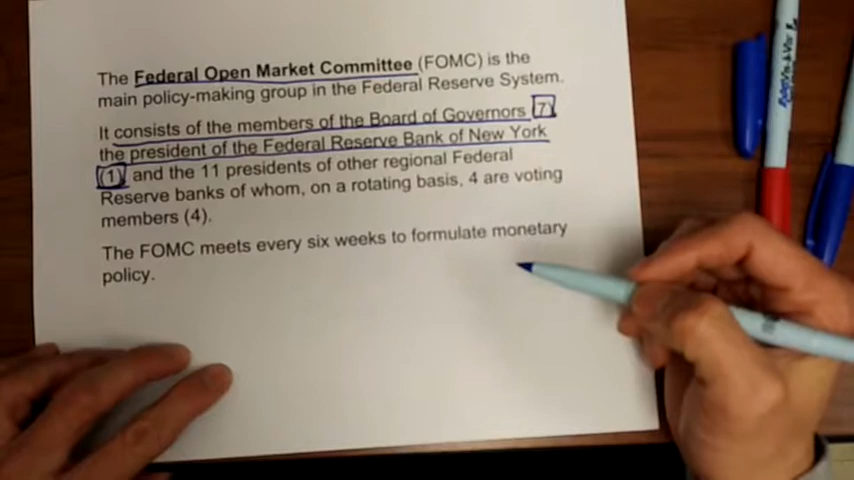 The Federal Open Market Committee (FOMC) is the
main policy-making group in the Federal Reserve System.
It consists of the members of the Board of Governors (7)
the president of the Federal Reserve Bank of New York
(1) and the 11 presidents of other regional Federal
Reserve banks of whom, on a rotating basis, 4 are voting
members (4).
The FOMC meets every six weeks to formulate monetary
policy.